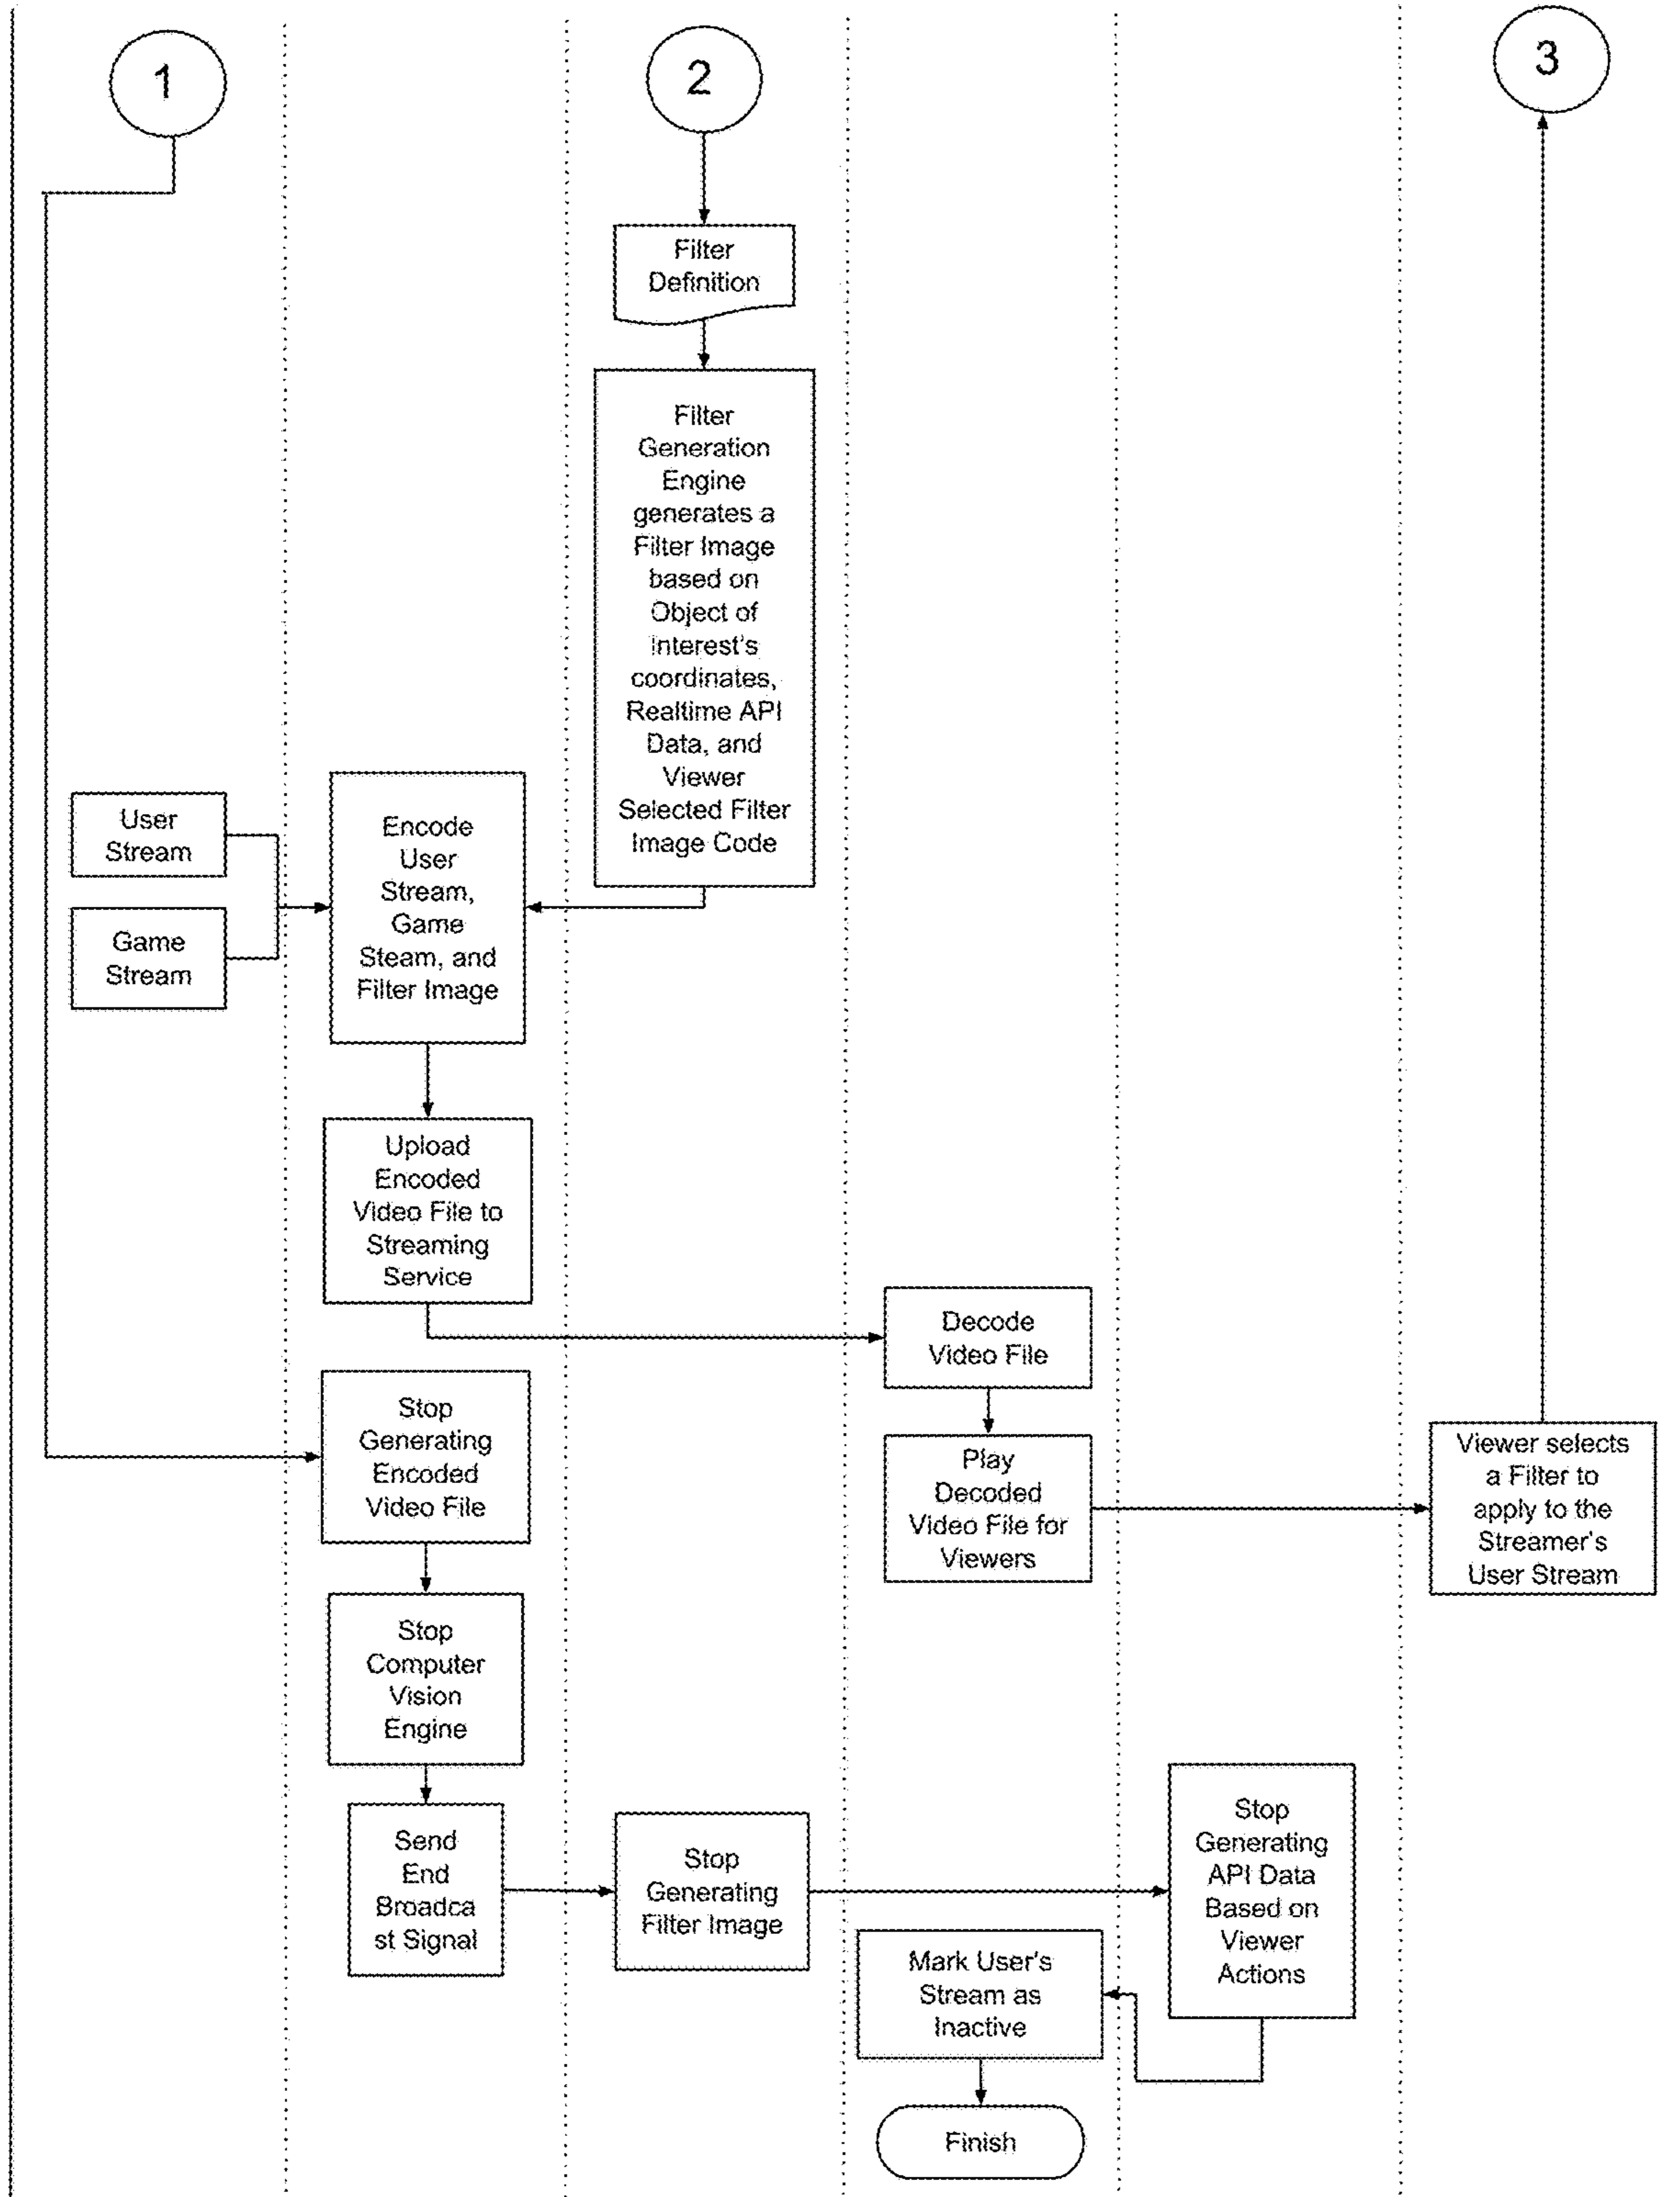 1
2
3
Filter
Definition
Filter
Generation
Engine
generates a
Filter Image
based on
Object of
Interest's
coordinates,
Realtime API
Data, and
Viewer
Selected Filter
Image Code
User
Stream
Game
Stream
Encode
User
Stream,
Game
Steam, and
Filter Image
Upload
Encoded
Video File to
Streaming
Service
Decode
Video File
Stop
Generating
Encoded
Video File
Play
Decoded
Video File for
Viewers
Viewer selects
a Filter to
apply to the
Streamer's
User Stream
Stop
Computer
Vision
Engine
Send
End
Broadca
st Signal
Stop
Generating
Filter Image
Stop
Generating
API Data
Based on
Viewer
Actions
Mark User's
Stream as
Inactive
Finish